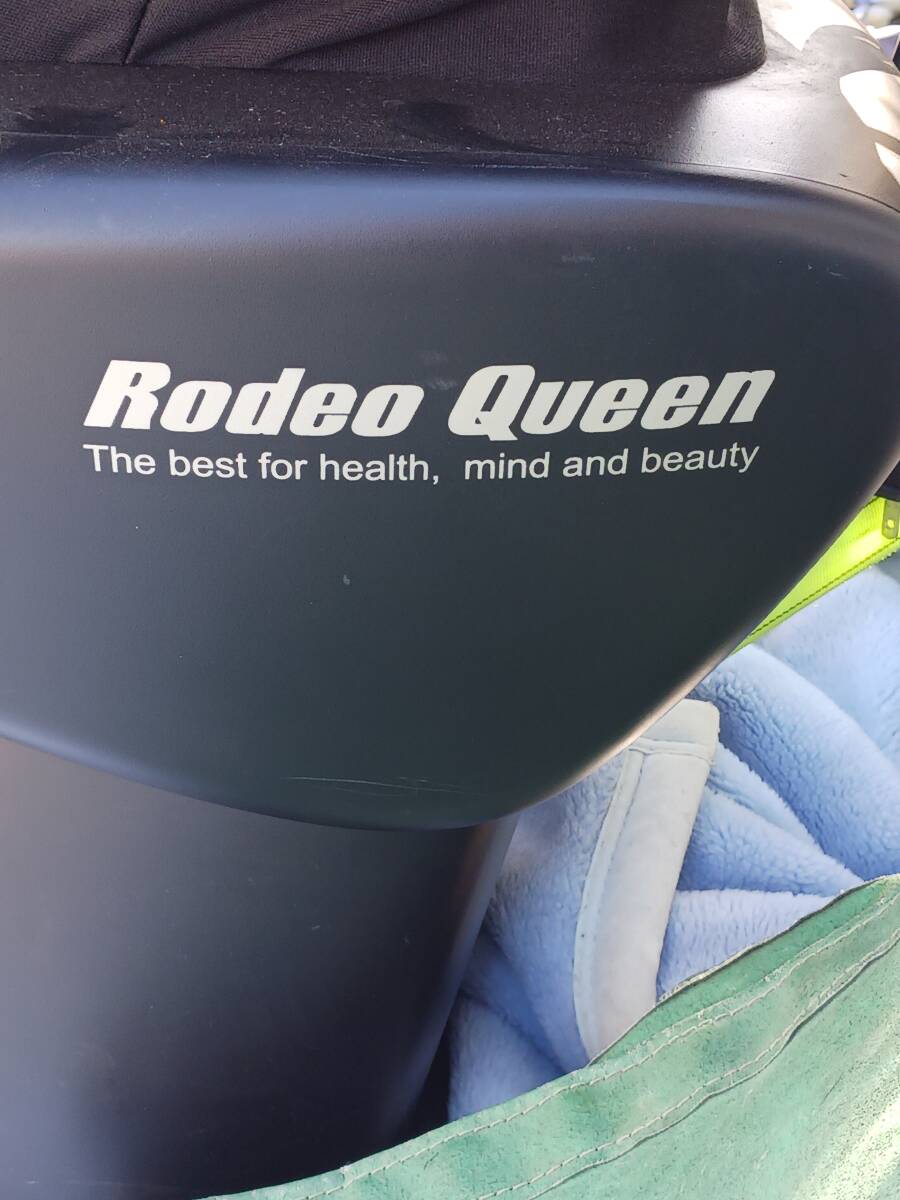 Rodeo Queen
The best for health, mind and beauty